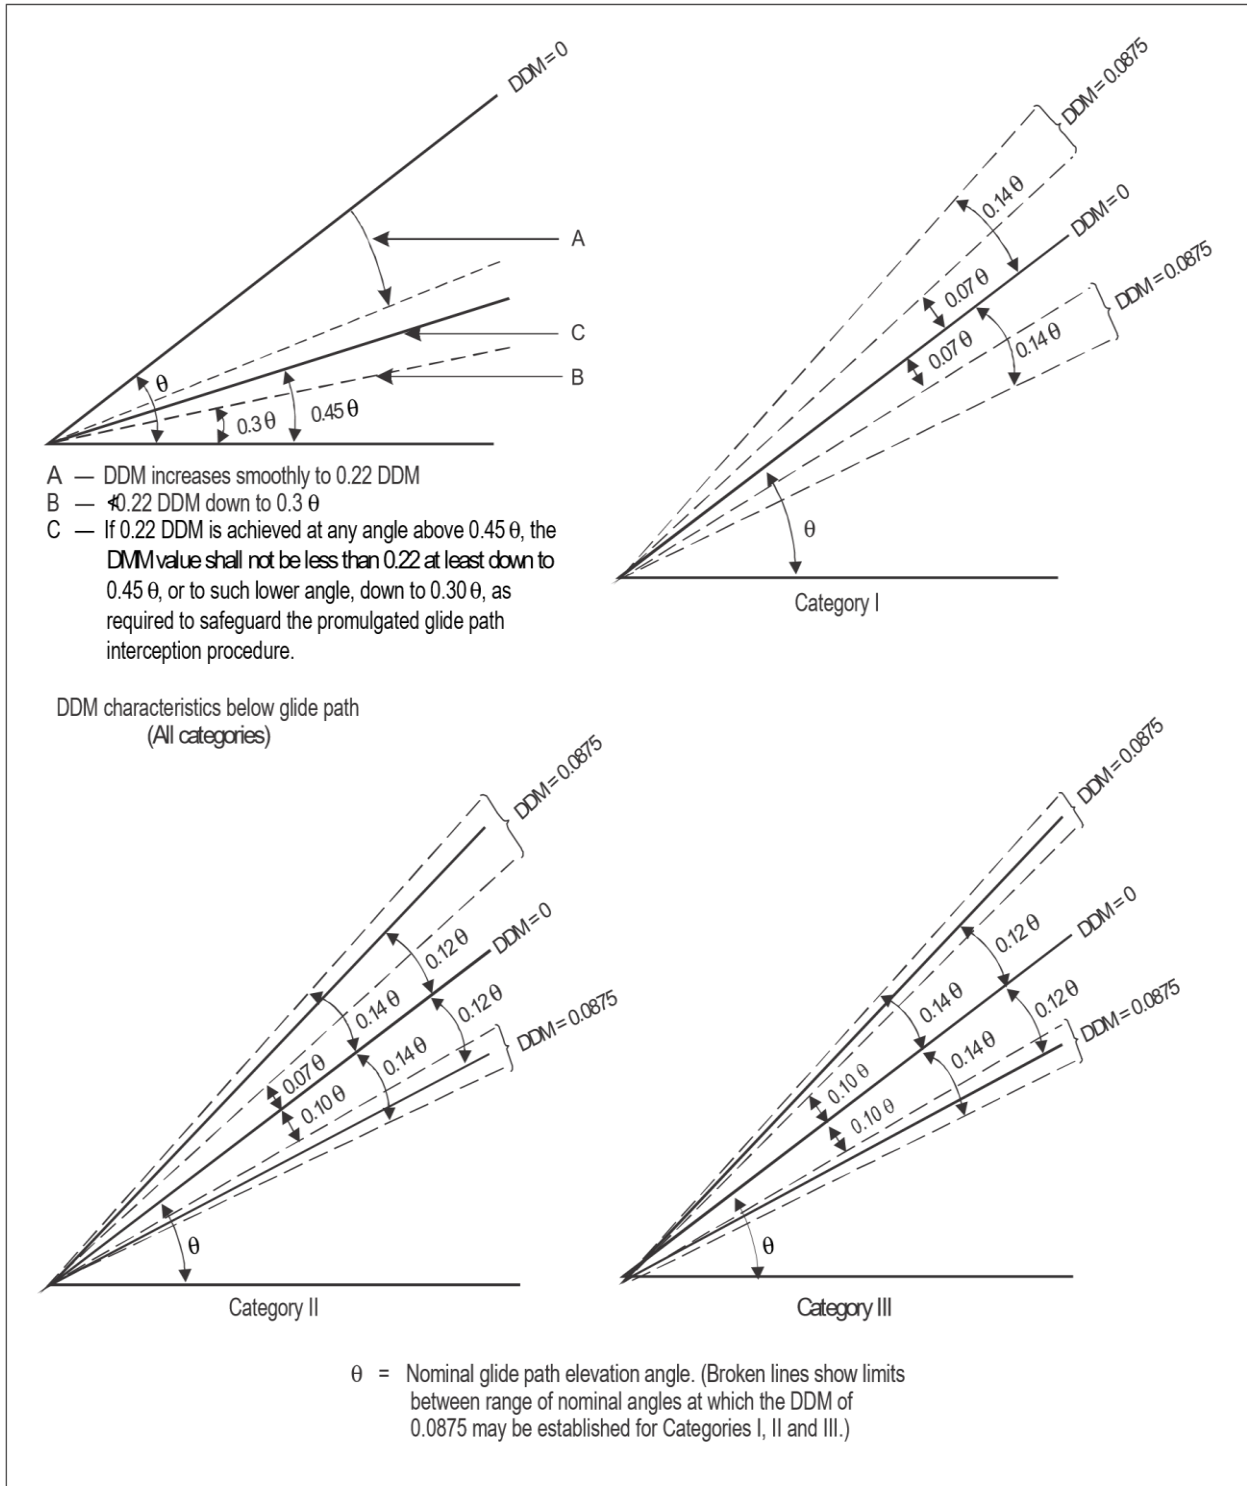 DDM = 0
A
C
B
θ
0.3 θ
0.45 θ
A — DDM increases smoothly to 0.22 DDM
B — ≮0.22 DDM down to 0.3 θ
C — If 0.22 DDM is achieved at any angle above 0.45 θ, the
DMM value shall not be less than 0.22 at least down to
0.45 θ, or to such lower angle, down to 0.30 θ, as
required to safeguard the promulgated glide path
interception procedure.
DDM characteristics below glide path
(All categories)
DDM = 0.0875
0.14 θ
DDM = 0
DDM = 0.0875
0.07 θ
0.07 θ
0.14 θ
θ
Category I
DDM = 0.0875
DDM = 0
0.12 θ
0.12 θ
0.14 θ
DDM = 0.0875
0.14 θ
0.07 θ
0.10 θ
θ
Category II
DDM = 0.0875
DDM = 0
0.12 θ
0.12 θ
0.14 θ
DDM = 0.0875
0.14 θ
0.10 θ
0.10 θ
θ
Category III
θ = Nominal glide path elevation angle. (Broken lines show limits
between range of nominal angles at which the DDM of
0.0875 may be established for Categories I, II and III.)